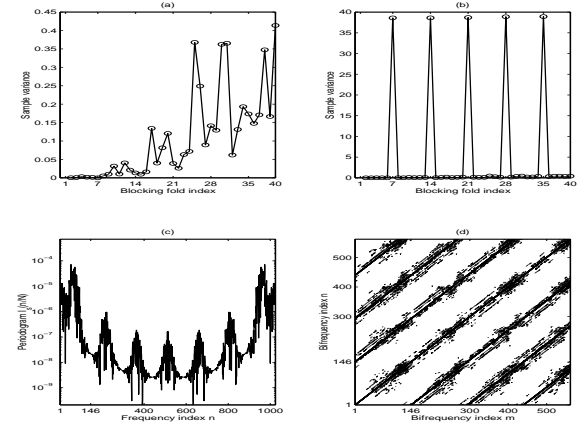 (a)
0.45
0.4
0.35
0.3
0.25
0.2
0.15
0.1
0.05
0
Sample variance
1 7 14 21 28 35 40
Blocking fold index
(b)
40
35
30
25
20
15
10
5
0
Sample variance
1 7 14 21 28 35 40
Blocking fold index
(c)
10⁻⁴
10⁻⁵
10⁻⁶
10⁻⁷
10⁻⁸
10⁻⁹
1 146 400 600 800 1000
Frequency index n
(d)
500
400
300
146
1
Bifrequency index n
1 146 300 500
Bifrequency index m